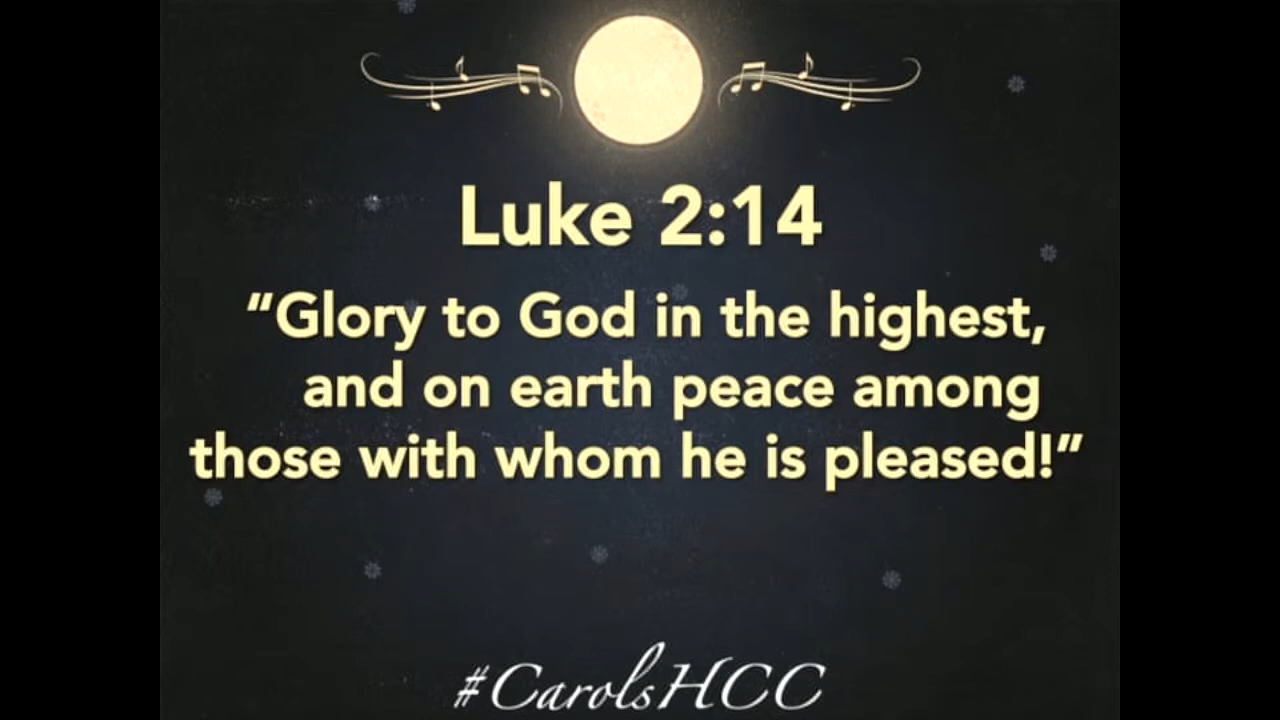 Luke 2:14
“Glory to God in the highest,
and on earth peace among
those with whom he is pleased!”
#CarolsHCC